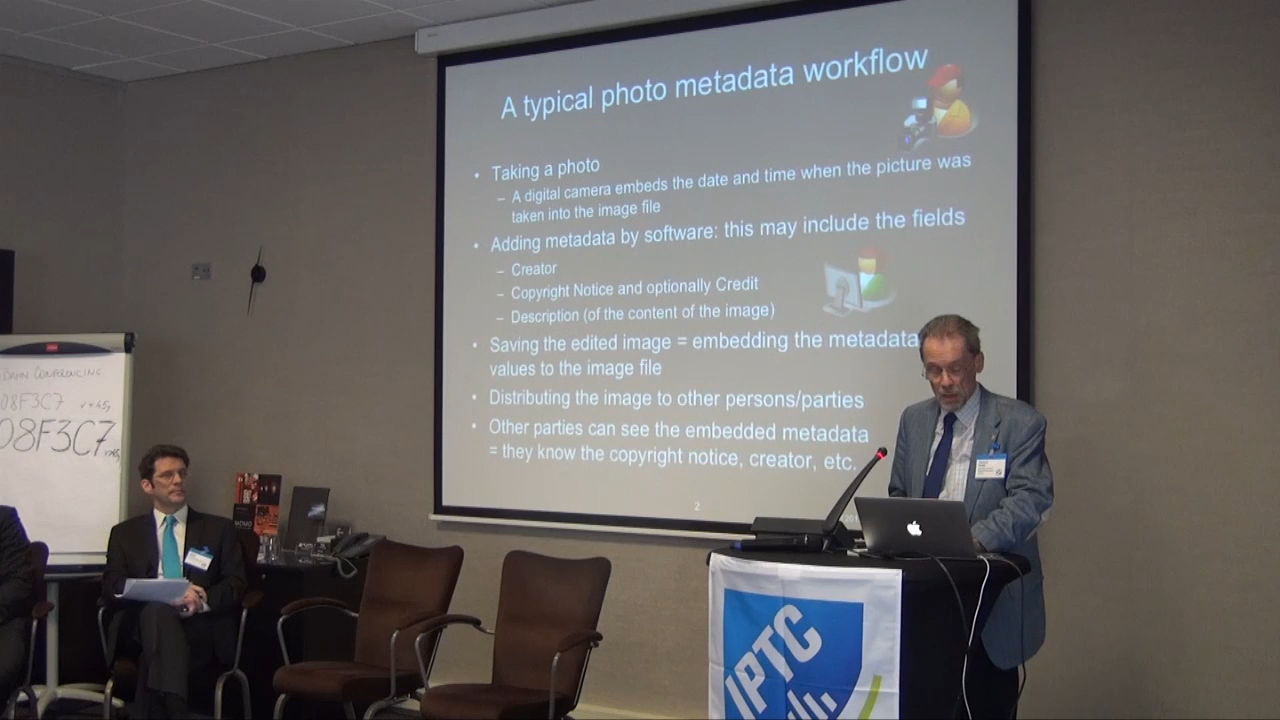 A typical photo metadata workflow
• Taking a photo
– A digital camera embeds the date and time when the picture was
taken into the image file
• Adding metadata by software: this may include the fields
– Creator
– Copyright Notice and optionally Credit
– Description (of the content of the image)
• Saving the edited image = embedding the metadata
values to the image file
• Distributing the image to other persons/parties
• Other parties can see the embedded metadata
= they know the copyright notice, creator, etc.
2
CONFERENCING
08F3C7
08F3C7
MOMO
IPTC